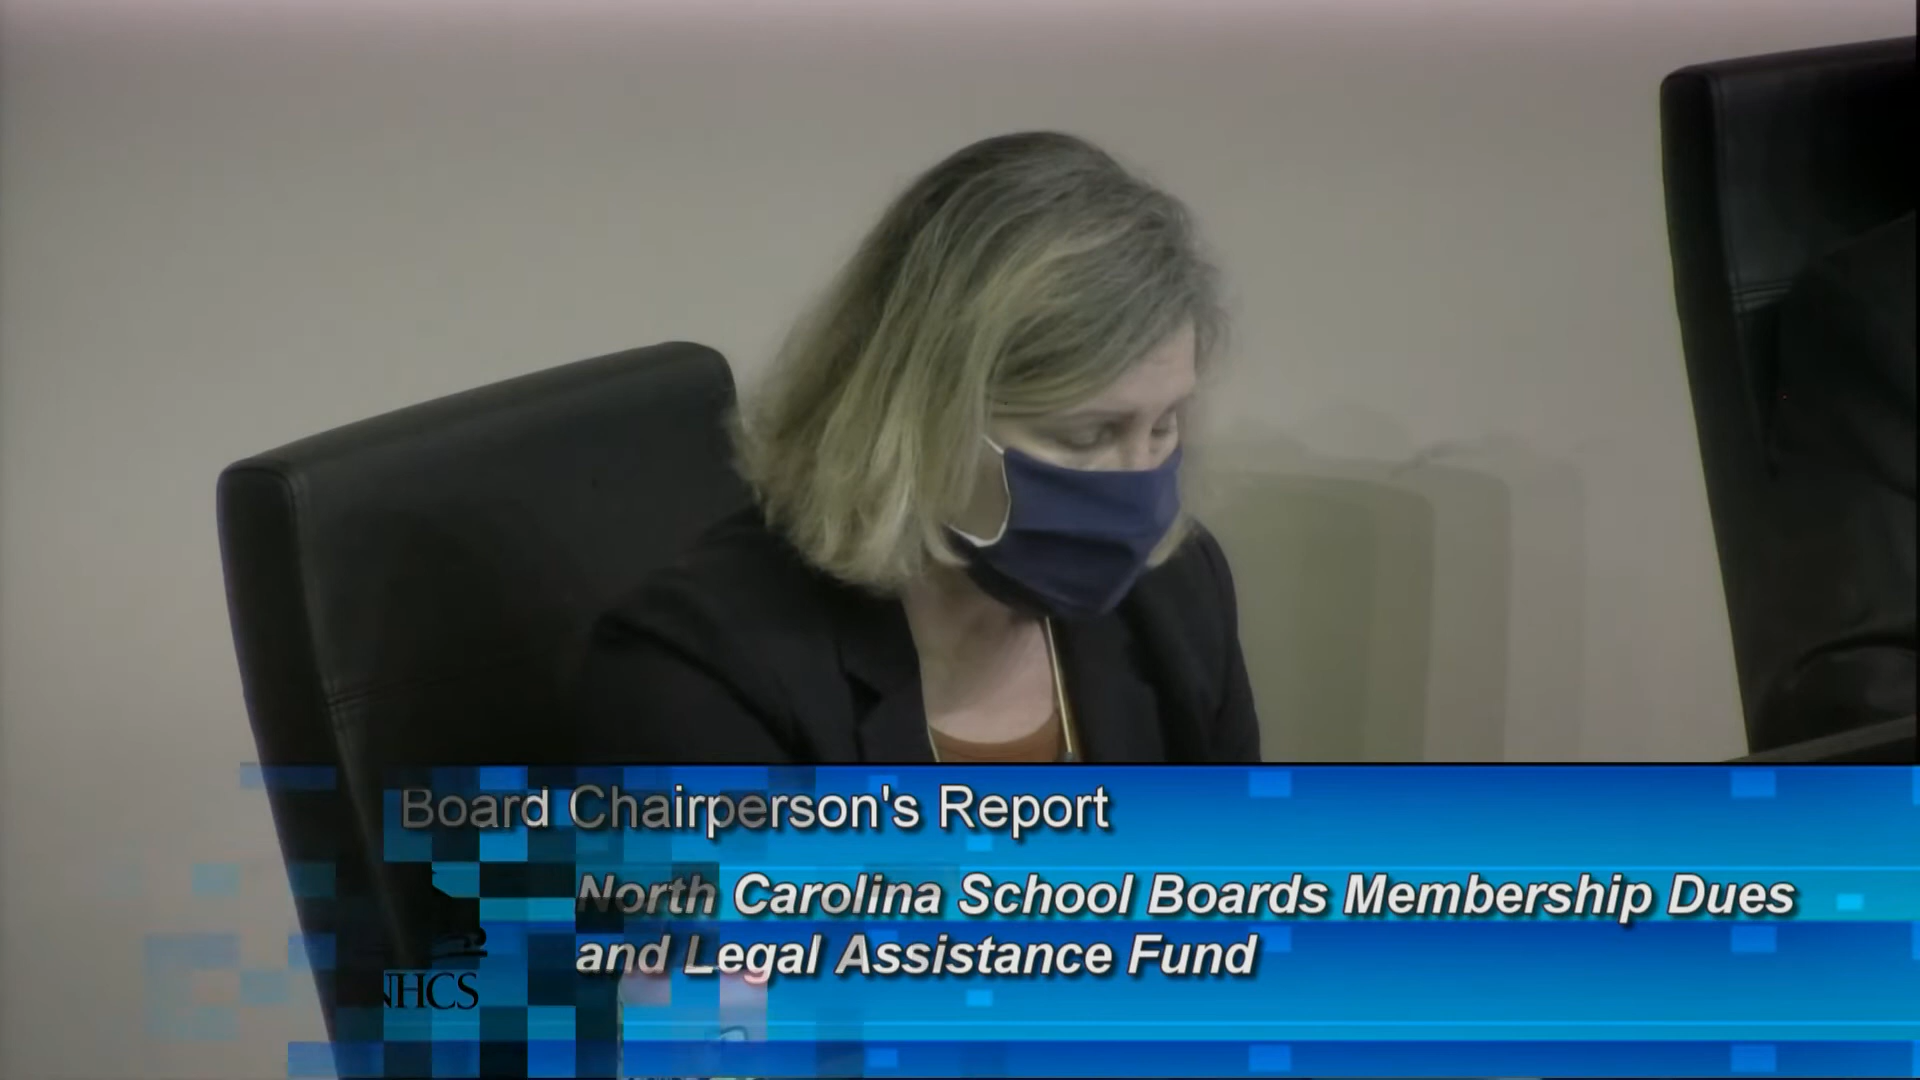 Board Chairperson's Report
North Carolina School Boards Membership Dues
and Legal Assistance Fund
NHCS